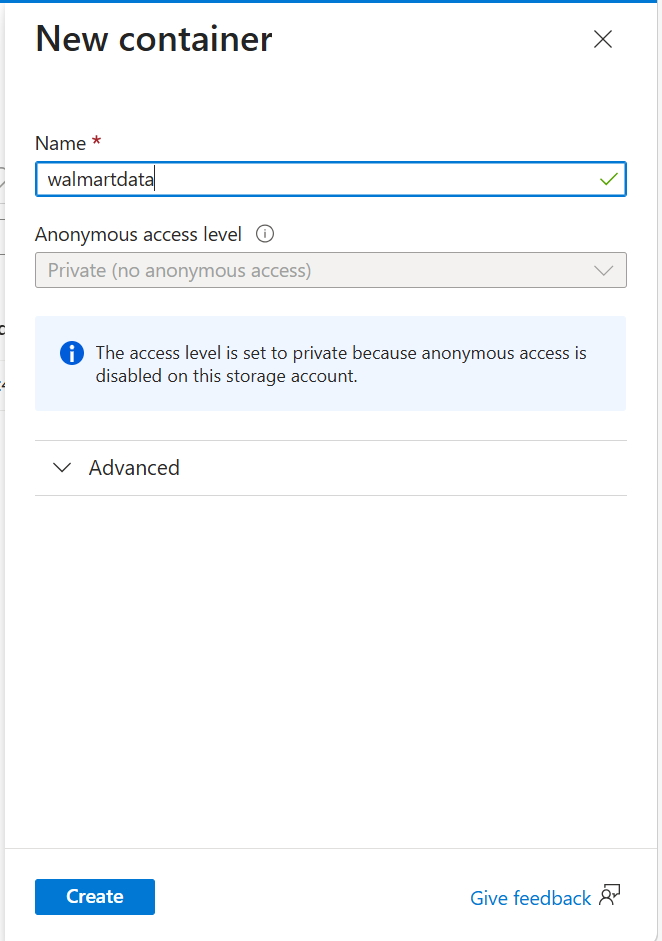 New container
Name *
walmartdata
Anonymous access level
Private (no anonymous access)
The access level is set to private because anonymous access is
disabled on this storage account.
Advanced
Create
Give feedback